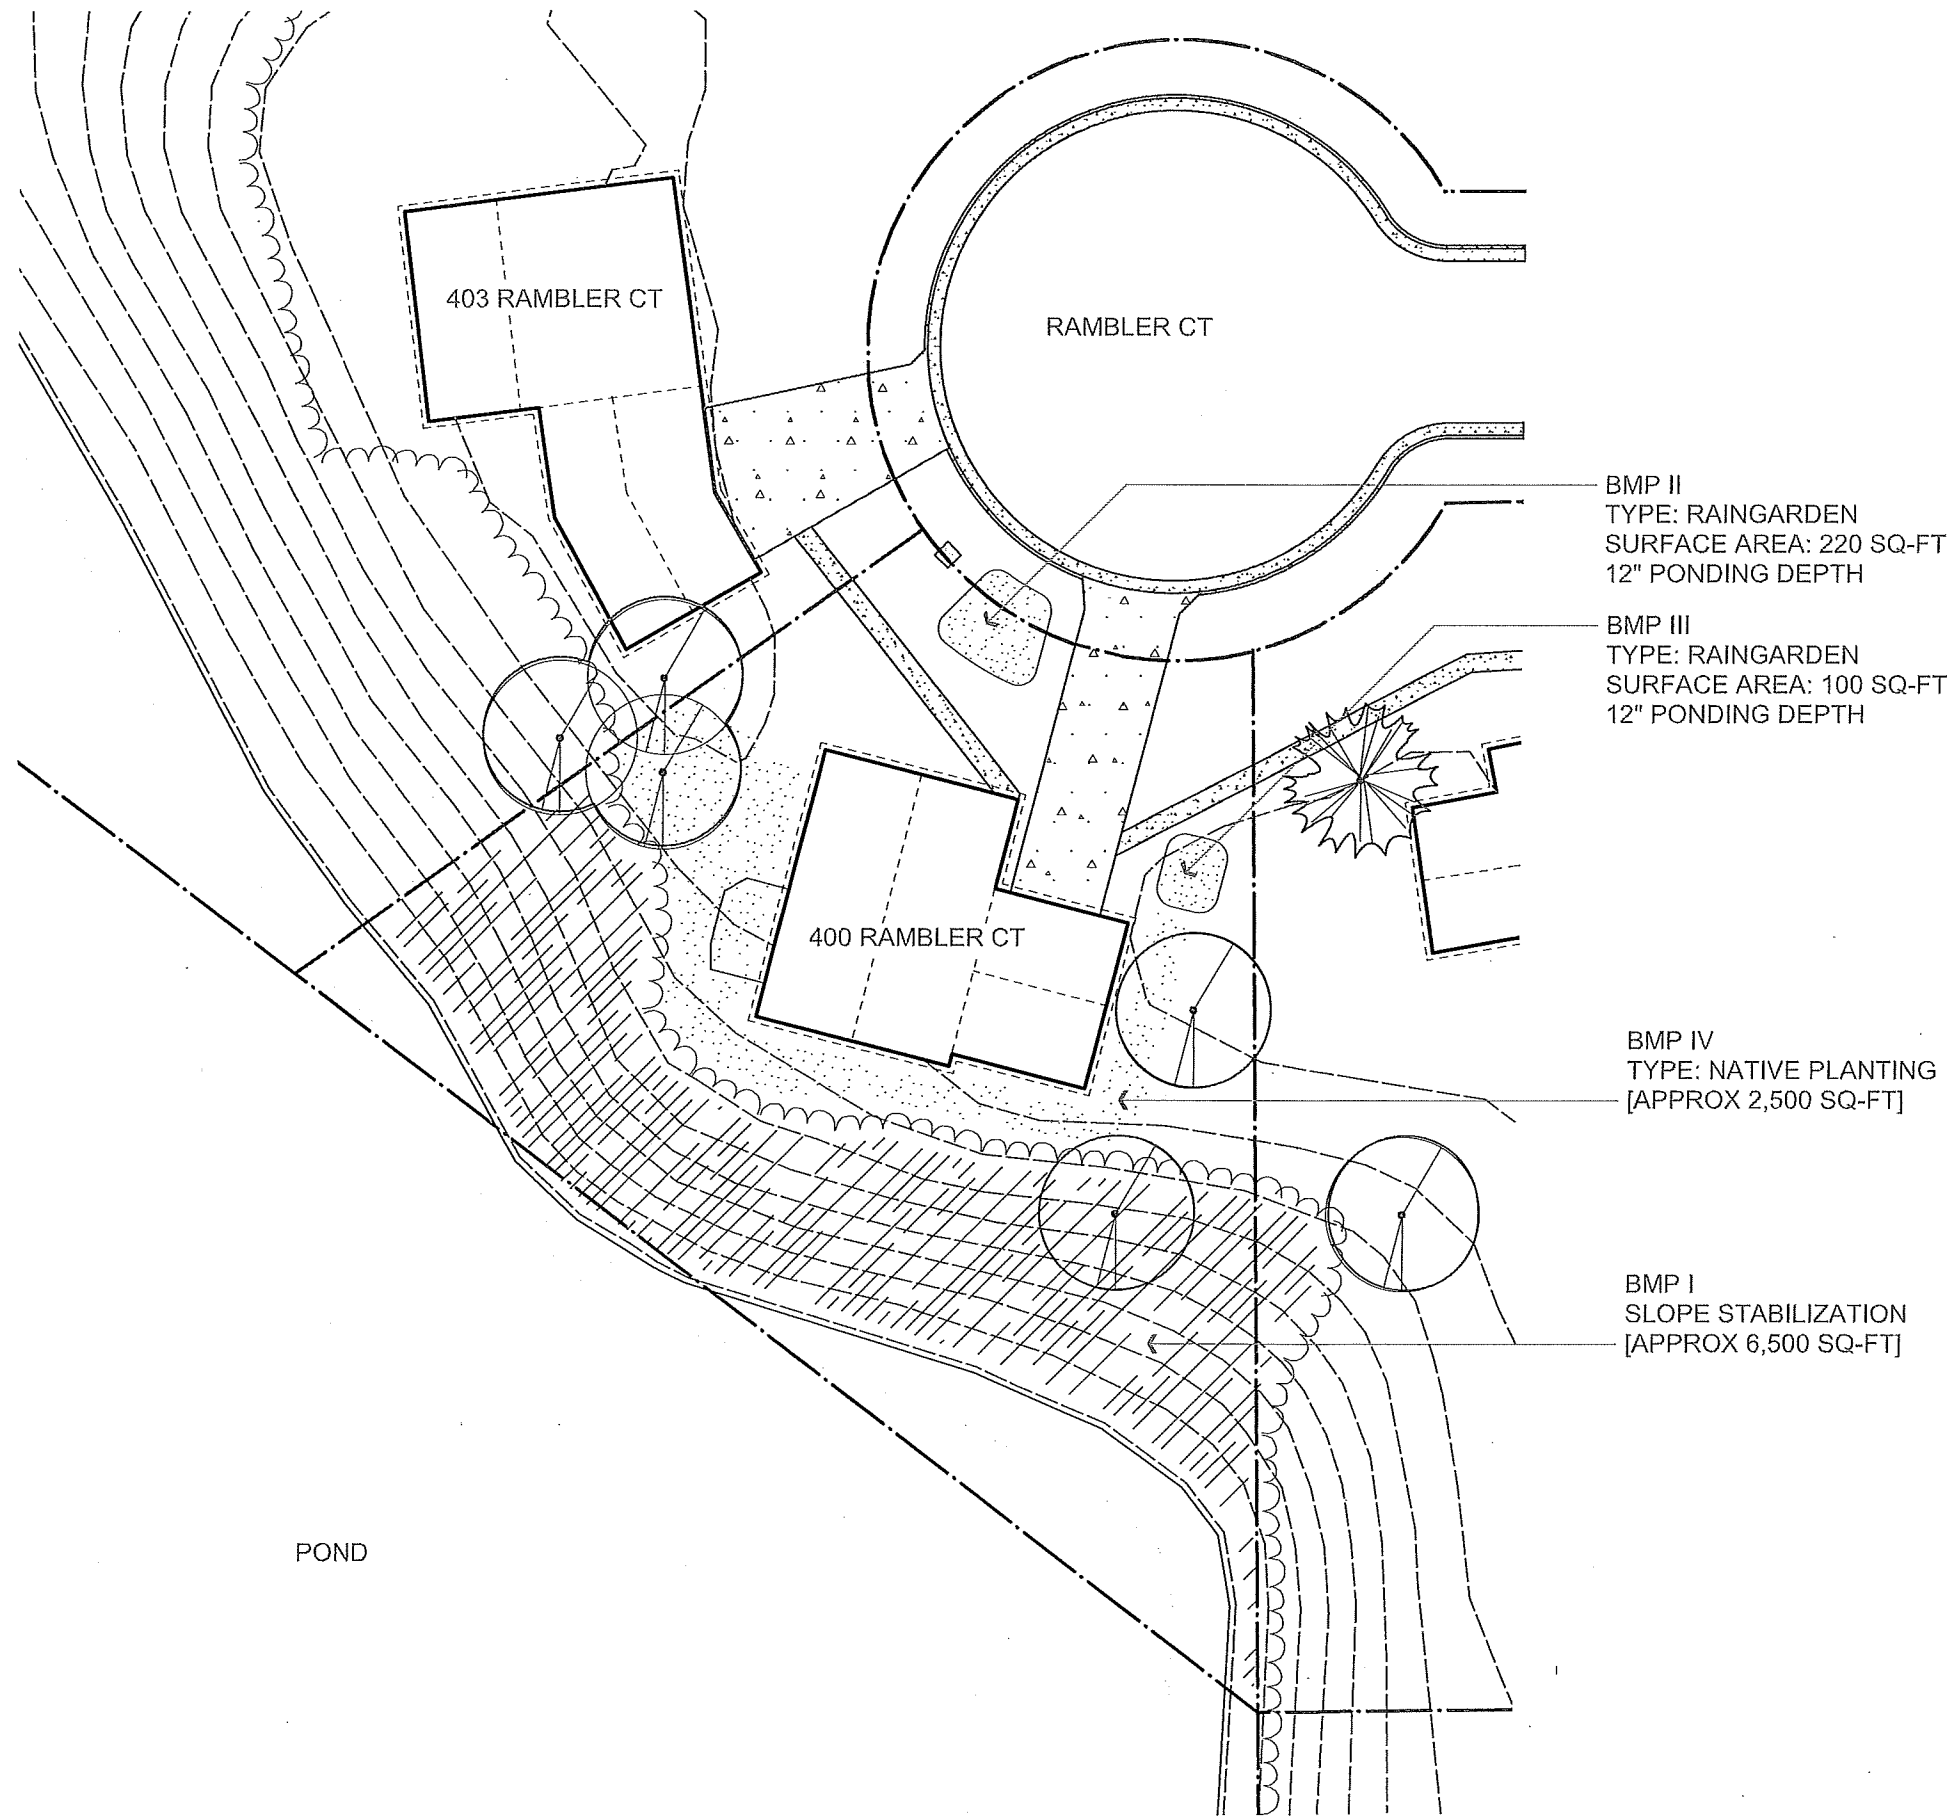 403 RAMBLER CT
RAMBLER CT
BMP II
TYPE: RAINGARDEN
SURFACE AREA: 220 SQ-FT
12" PONDING DEPTH
BMP III
TYPE: RAINGARDEN
SURFACE AREA: 100 SQ-FT
12" PONDING DEPTH
400 RAMBLER CT
BMP IV
TYPE: NATIVE PLANTING
[APPROX 2,500 SQ-FT]
BMP I
SLOPE STABILIZATION
[APPROX 6,500 SQ-FT]
POND